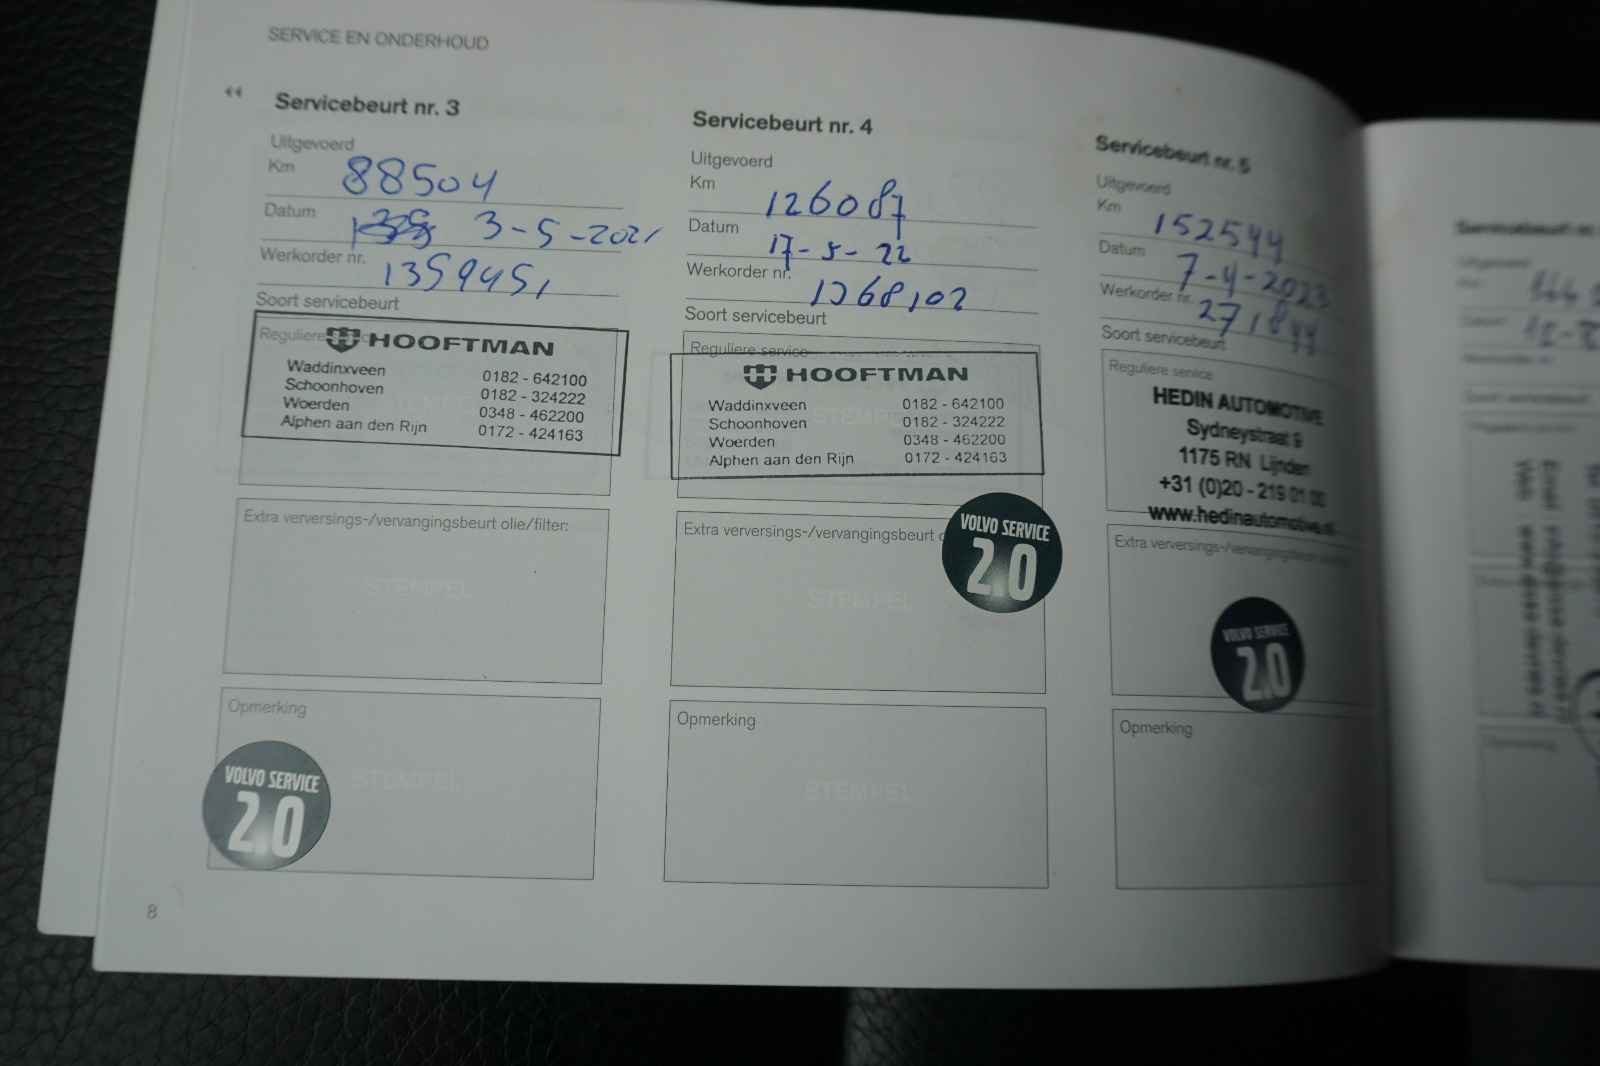 SERVICE EN ONDERHOUD
Servicebeurt nr. 3
Uitgevoerd
Km 88504
Datum 3-5-2021
Werkorder nr. 1359451
Soort servicebeurt
Reguliere
HOOFTMAN
Waddinxveen 0182 - 642100
Schoonhoven 0182 - 324222
Woerden 0348 - 462200
Alphen aan den Rijn 0172 - 424163
Extra verversings-/vervangingsbeurt olie/filter:
STEMPEL
Opmerking
STEMPEL
VOLVO SERVICE
2.0
8
Servicebeurt nr. 4
Uitgevoerd
Km 126087
Datum 17-5-22
Werkorder nr.
Soort servicebeurt
Reguliere service
HOOFTMAN
STEMPEL
Waddinxveen 0182 - 642100
Schoonhoven 0182 - 324222
Woerden 0348 - 462200
Alphen aan den Rijn 0172 - 424163
Extra verversings-/vervangingsbeurt
VOLVO SERVICE
2.0
STEMPEL
Opmerking
STEMPEL
Servicebeurt nr. 5
Uitgevoerd
Km 152544
Datum 7-4-2023
Werkorder nr. 271844
Soort servicebeurt
Reguliere service
HEDIN AUTOMOTIVE
Sydneystraat 9
1175 RN Lijnden
+31 (0)20 - 219 01 00
www.hedinautomotive.nl
Extra verversings-/vervangingsbeurt
VOLVO SERVICE
2.0
Opmerking